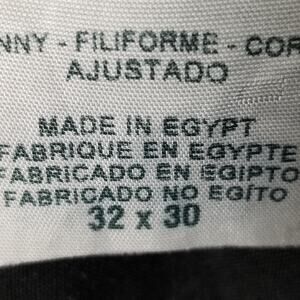 NNY - FILIFORME - COR
AJUSTADO
MADE IN EGYPT
FABRIQUE EN EGYPTE
FABRICADO EN EGIPTO
FABRICADO NO EGITO
32 x 30